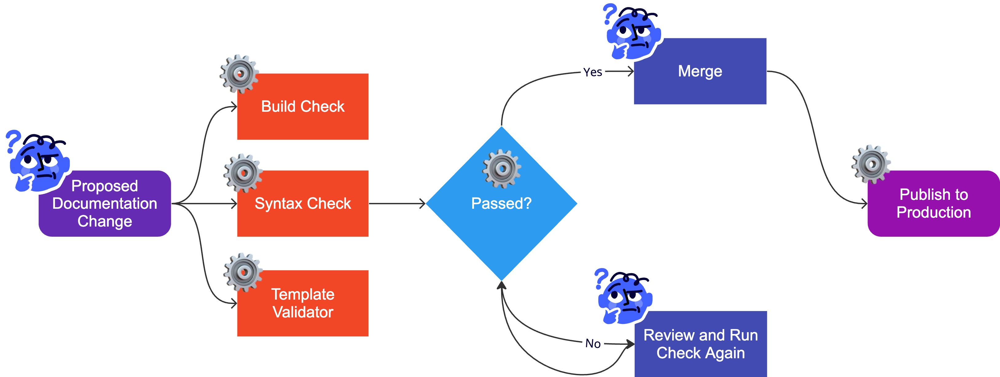 Proposed
Documentation
Change
Build Check
Syntax Check
Template
Validator
Passed?
Yes
Merge
No
Review and Run
Check Again
Publish to
Production